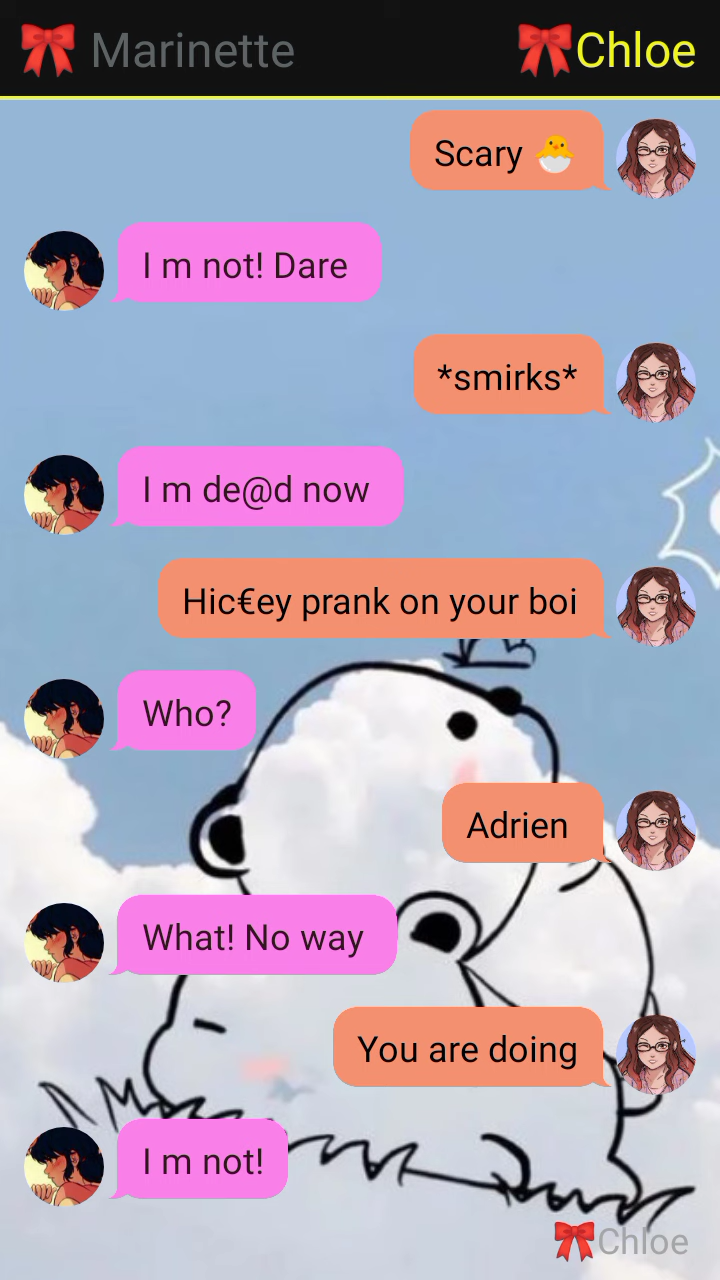 🎀 Marinette
🎀Chloe
Scary 🐣
I m not! Dare
*smirks*
I m de@d now
Hic€ey prank on your boi
Who?
Adrien
What! No way
You are doing
I m not!
🎀Chloe